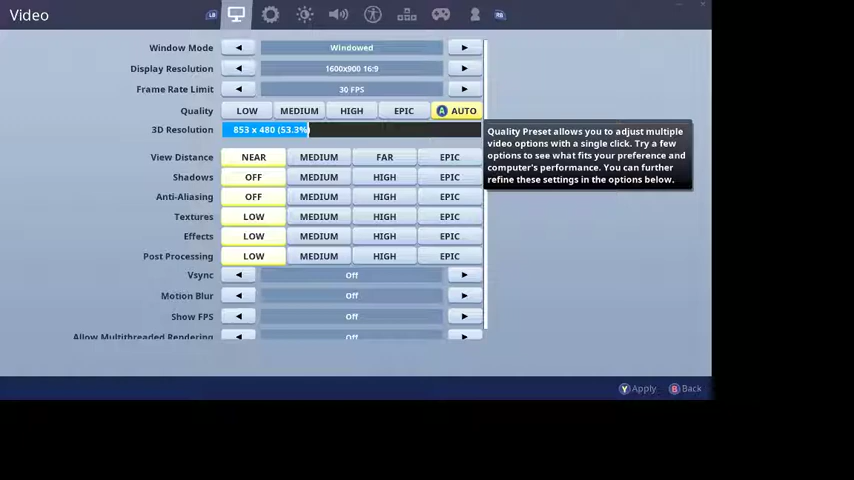 Video
LB
RB
Window Mode Windowed
Display Resolution 1600x900 16:9
Frame Rate Limit 30 FPS
Quality LOW MEDIUM HIGH EPIC A AUTO
3D Resolution 853 x 480 (53.3%)
Quality Preset allows you to adjust multiple
video options with a single click. Try a few
options to see what fits your preference and
computer's performance. You can further
refine these settings in the options below.
View Distance NEAR MEDIUM FAR EPIC
Shadows OFF MEDIUM HIGH EPIC
Anti-Aliasing OFF MEDIUM HIGH EPIC
Textures LOW MEDIUM HIGH EPIC
Effects LOW MEDIUM HIGH EPIC
Post Processing LOW MEDIUM HIGH EPIC
Vsync Off
Motion Blur Off
Show FPS Off
Allow Multithreaded Rendering Off
Y Apply B Back